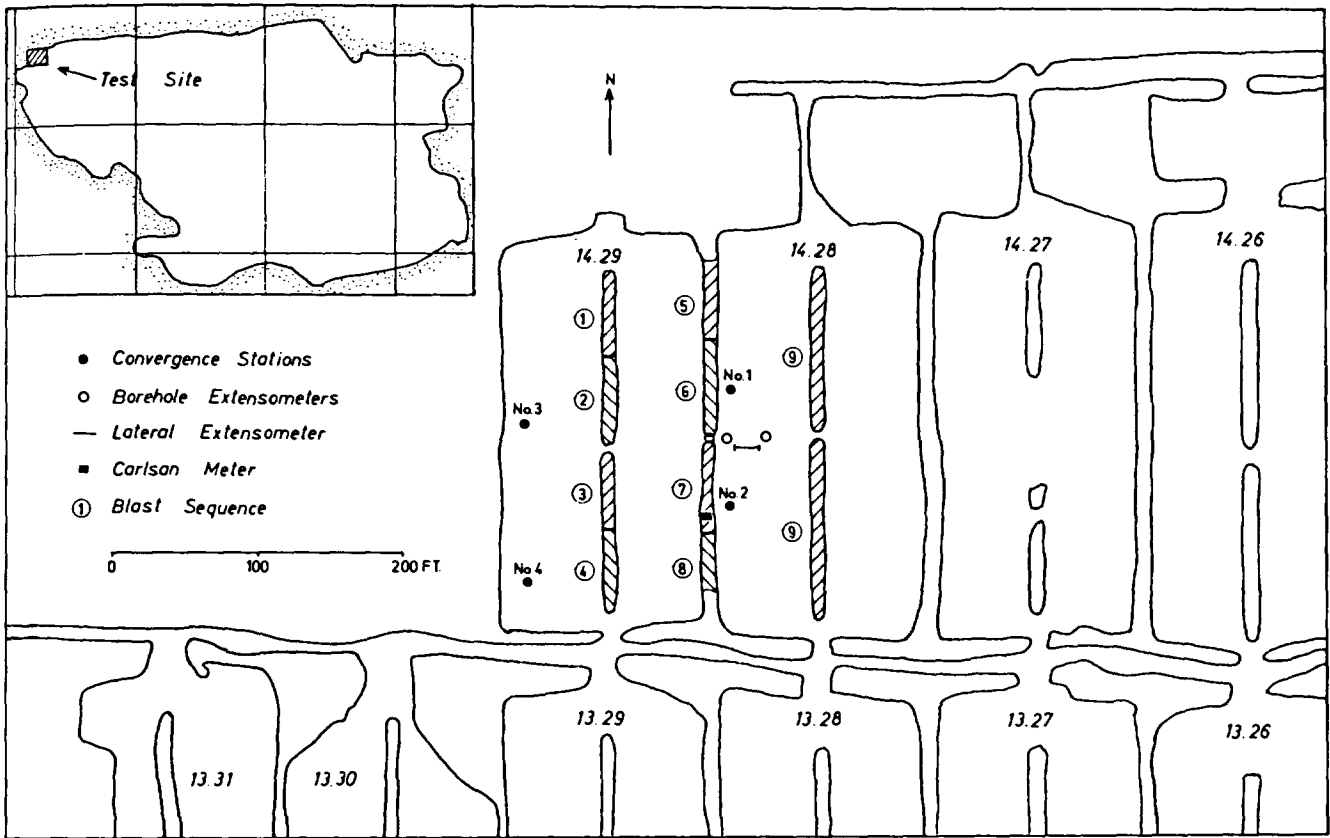 Test Site
N
14.29
14.28
14.27
14.26
1
5
9
No.1
6
2
No.3
Convergence Stations
Borehole Extensometers
Lateral Extensometer
Carlsan Meter
1 Blast Sequence
3
7
No.2
9
4
No.4
8
0 100 200 FT.
13.29
13.28
13.27
13.26
13.31
13.30